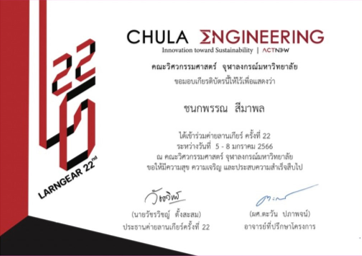 CHULA ΣNGINEERING
Innovation toward Sustainability | ACTNOW
คณะวิศวกรรมศาสตร์ จุฬาลงกรณ์มหาวิทยาลัย
ขอมอบเกียรติบัตรนี้ให้ไว้เพื่อแสดงว่า
ชนกพรรณ สีมาพล
ได้เข้าร่วมค่ายลานเกียร์ ครั้งที่ 22
ระหว่างวันที่ 5 - 8 มกราคม 2566
ณ คณะวิศวกรรมศาสตร์ จุฬาลงกรณ์มหาวิทยาลัย
ขอให้มีความสุข ความเจริญ และประสบความสำเร็จสืบไป
22
LG
LARNGEAR 22ND
(นายวัชรวิชญ์ ตั้งสะสม)
ประธานค่ายลานเกียร์ครั้งที่ 22
(ผศ.ตะวัน ปภาพจน์)
อาจารย์ที่ปรึกษาโครงการ